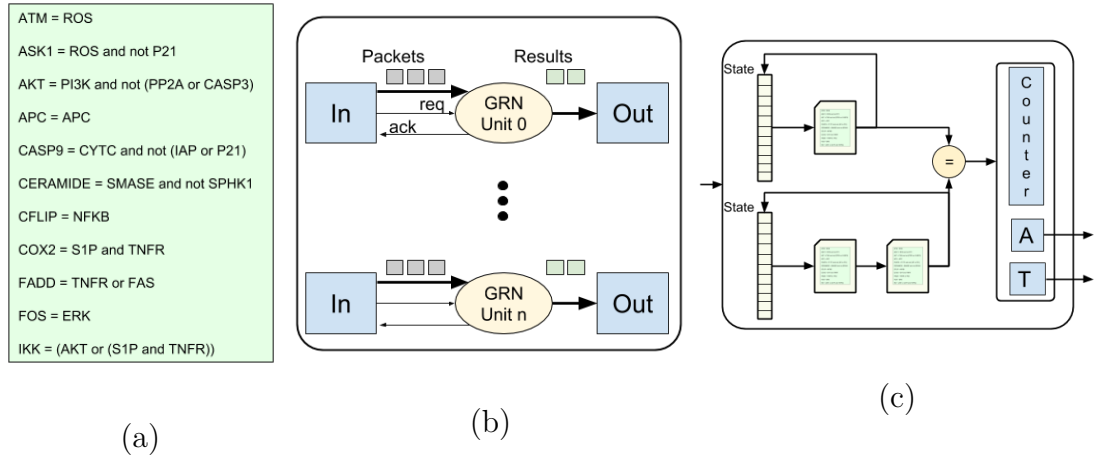 ATM = ROS
ASK1 = ROS and not P21
AKT = PI3K and not (PP2A or CASP3)
APC = APC
CASP9 = CYTC and not (IAP or P21)
CERAMIDE = SMASE and not SPHK1
CFLIP = NFKB
COX2 = S1P and TNFR
FADD = TNFR or FAS
FOS = ERK
IKK = (AKT or (S1P and TNFR))
(a)
Packets
Results
In
req
ack
GRN
Unit 0
Out
In
GRN
Unit n
Out
(b)
State
State
=
Counter
A
T
(c)